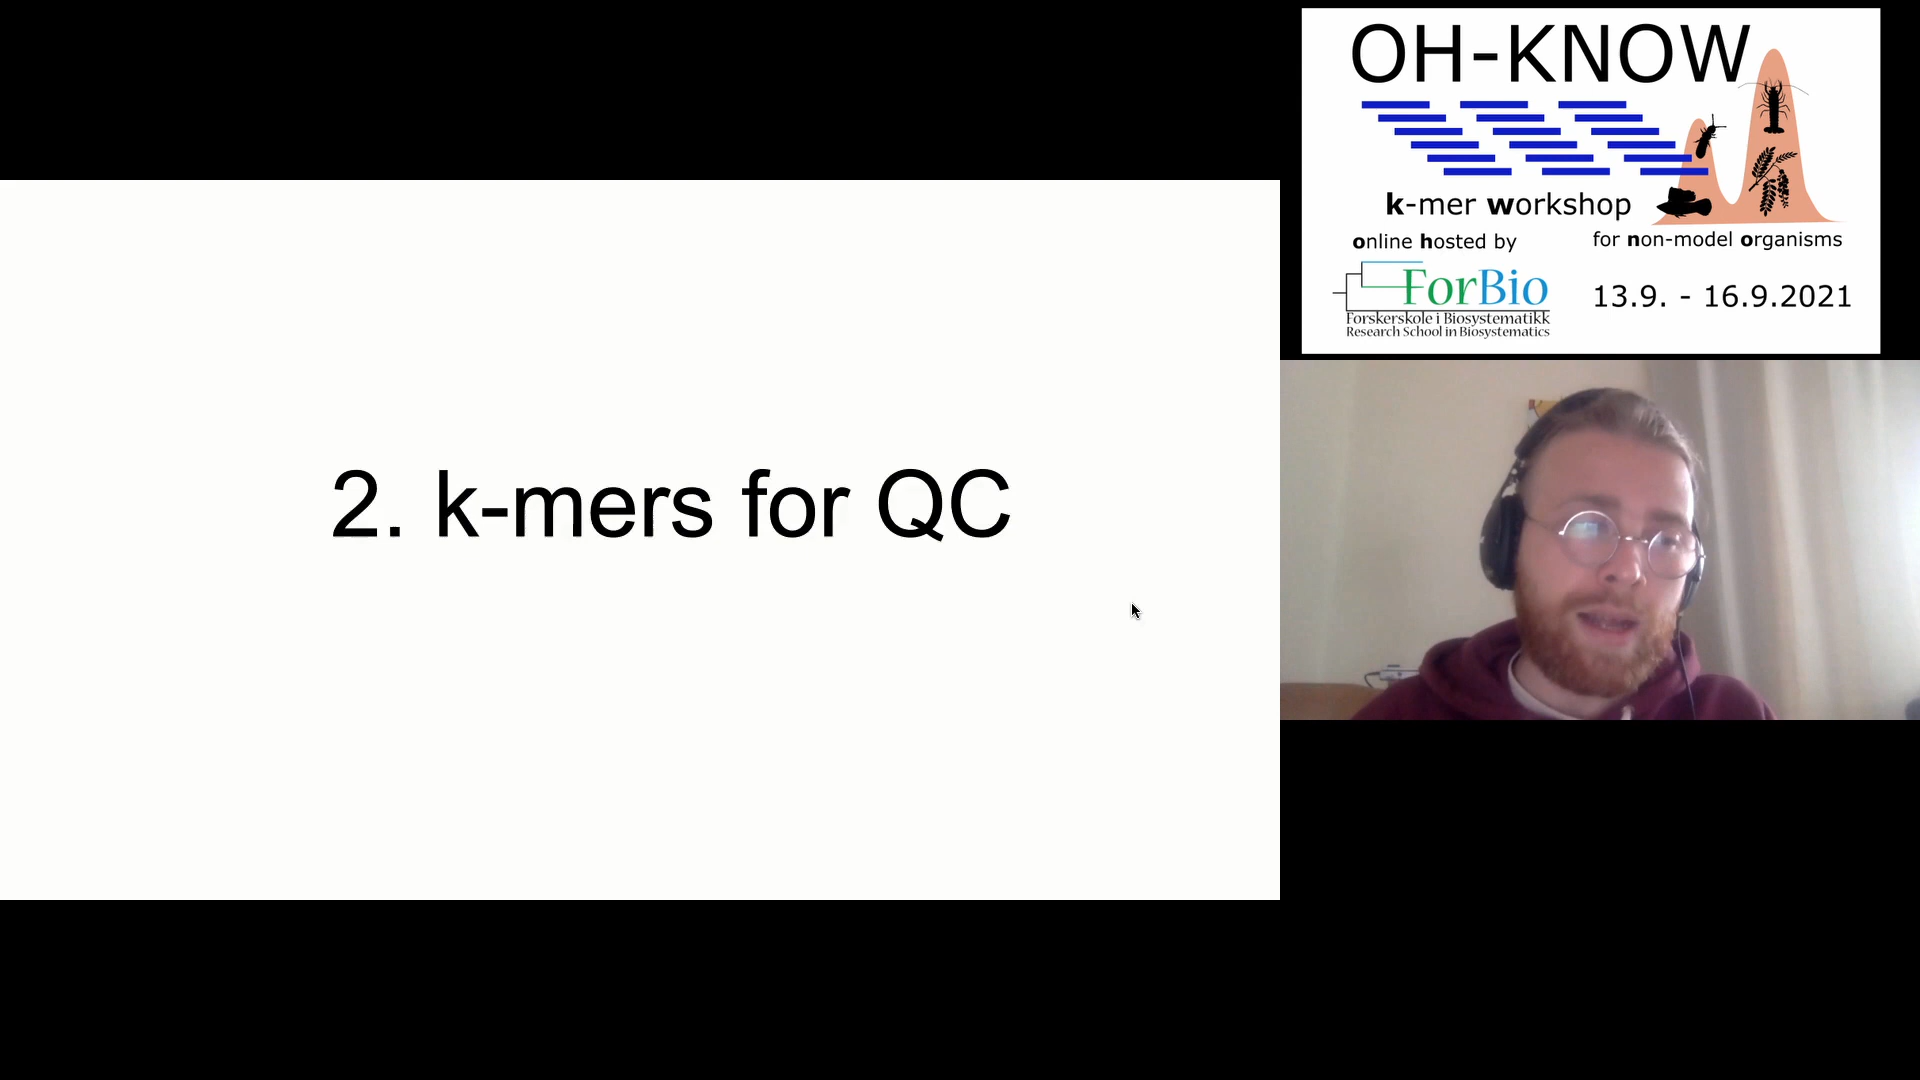 2. k-mers for QC
OH-KNOW
k-mer workshop
online hosted by
for non-model organisms
ForBio
13.9. - 16.9.2021
Forskerskole i Biosystematikk
Research School in Biosystematics